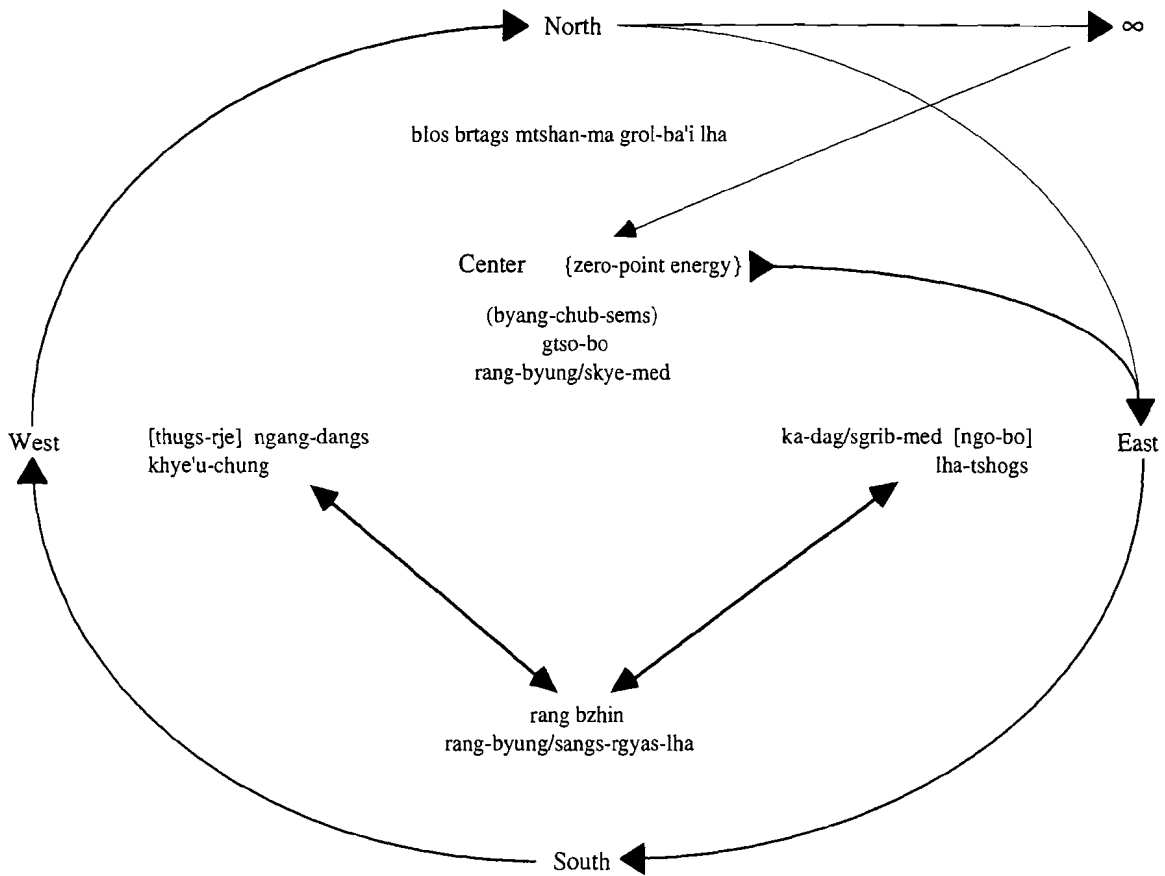 North ∞
blos brtags mtshan-ma grol-ba'i lha
Center {zero-point energy}
(byang-chub-sems)
gtso-bo
rang-byung/skye-med
West [thugs-rje] ngang-dangs ka-dag/sgrib-med [ngo-bo] East
khye'u-chung lha-tshogs
rang bzhin
rang-byung/sangs-rgyas-lha
South